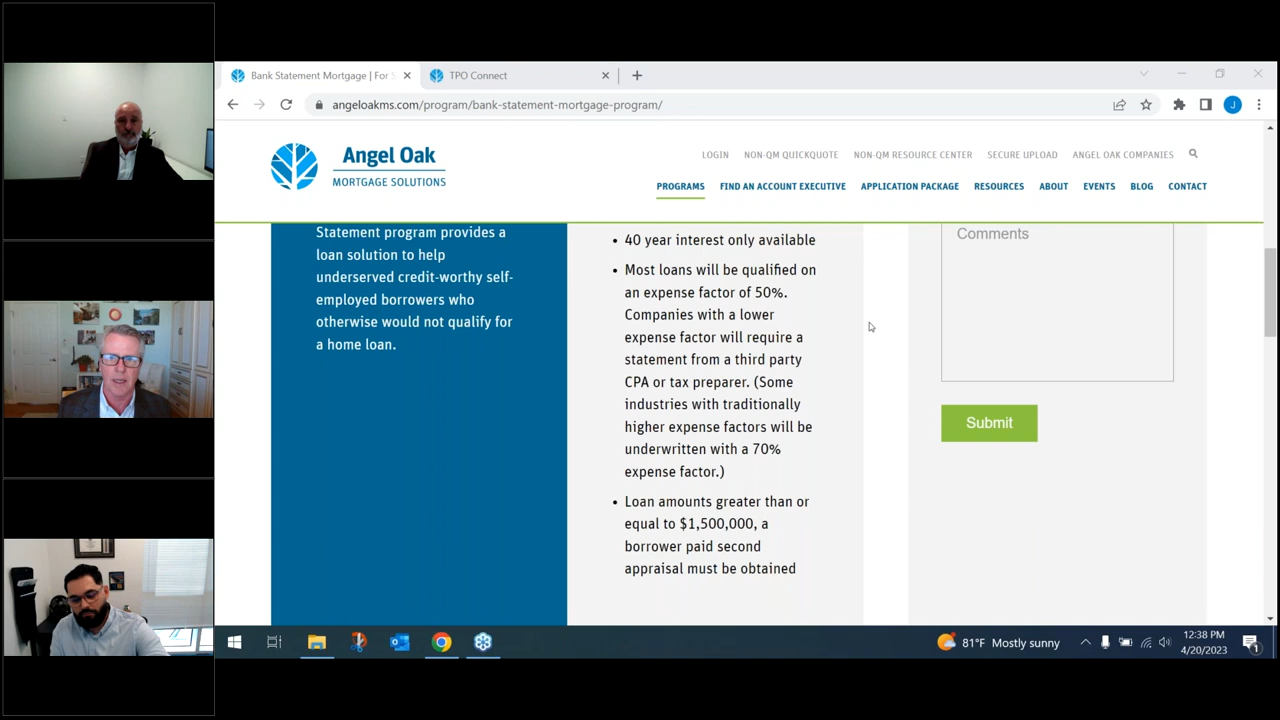 Bank Statement Mortgage | For S
TPO Connect
angeloakms.com/program/bank-statement-mortgage-program/
J
Angel Oak
MORTGAGE SOLUTIONS
LOGIN NON-QM QUICKQUOTE NON-QM RESOURCE CENTER SECURE UPLOAD ANGEL OAK COMPANIES
PROGRAMS FIND AN ACCOUNT EXECUTIVE APPLICATION PACKAGE RESOURCES ABOUT EVENTS BLOG CONTACT
Statement program provides a
loan solution to help
underserved credit-worthy self-
employed borrowers who
otherwise would not qualify for
a home loan.
• 40 year interest only available
• Most loans will be qualified on
an expense factor of 50%.
Companies with a lower
expense factor will require a
statement from a third party
CPA or tax preparer. (Some
industries with traditionally
higher expense factors will be
underwritten with a 70%
expense factor.)
• Loan amounts greater than or
equal to $1,500,000, a
borrower paid second
appraisal must be obtained
Comments
Submit
81°F Mostly sunny
12:38 PM
4/20/2023
1